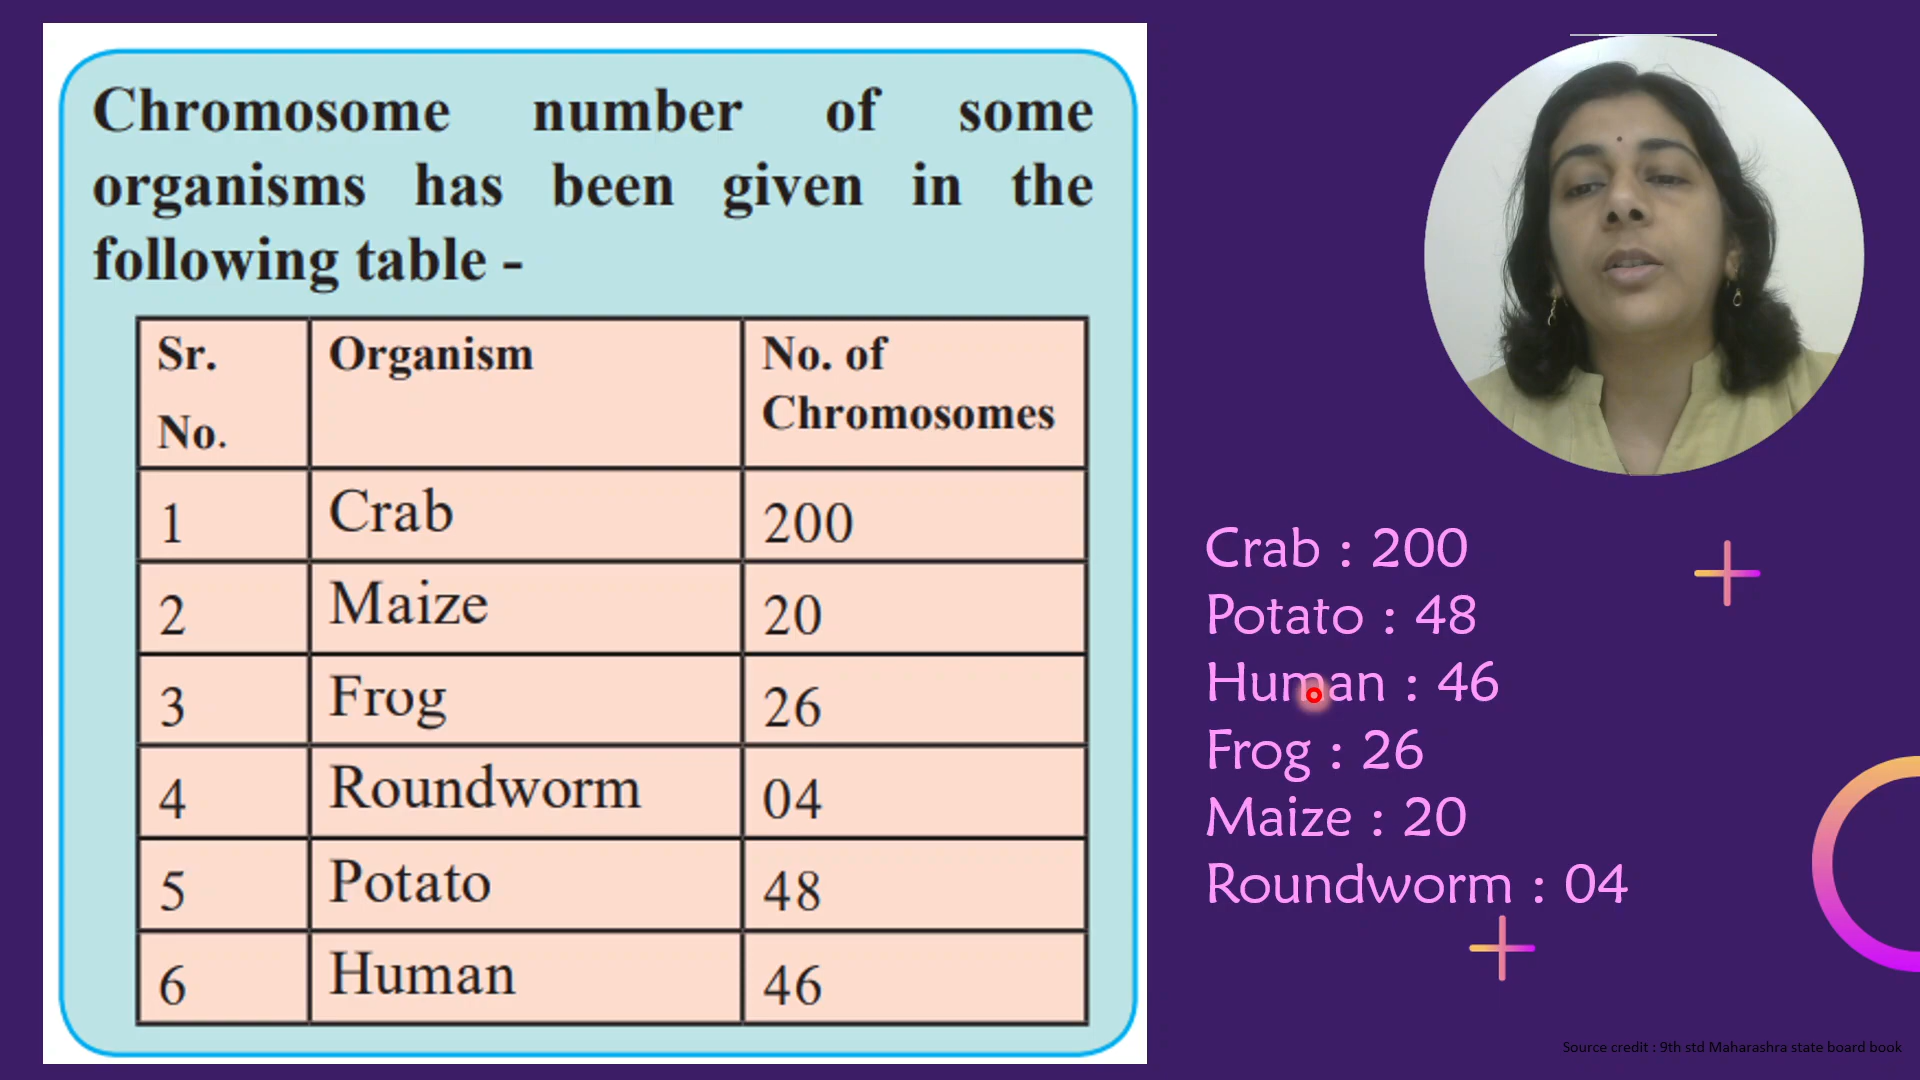 Chromosome number of some
organisms has been given in the
following table -
Sr. No. Organism No. of Chromosomes
1 Crab 200
2 Maize 20
3 Frog 26
4 Roundworm 04
5 Potato 48
6 Human 46
Crab : 200
Potato : 48
Human : 46
Frog : 26
Maize : 20
Roundworm : 04
Source credit : 9th std Maharashra state board book